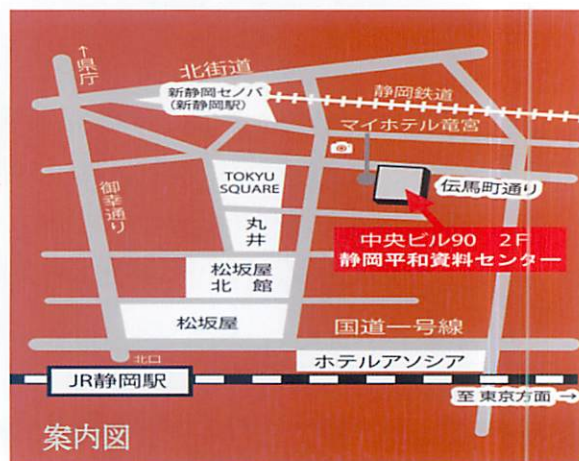 ↑県庁
北街道
新静岡セノバ
(新静岡駅)
静岡鉄道
マイホテル竜宮
御幸通り
TOKYU
SQUARE
伝馬町通り
丸
井
中央ビル90 2F
静岡平和資料センター
松坂屋
北 館
松坂屋
国道一号線
北口
ホテルアソシア
JR静岡駅
至 東京方面→
案内図